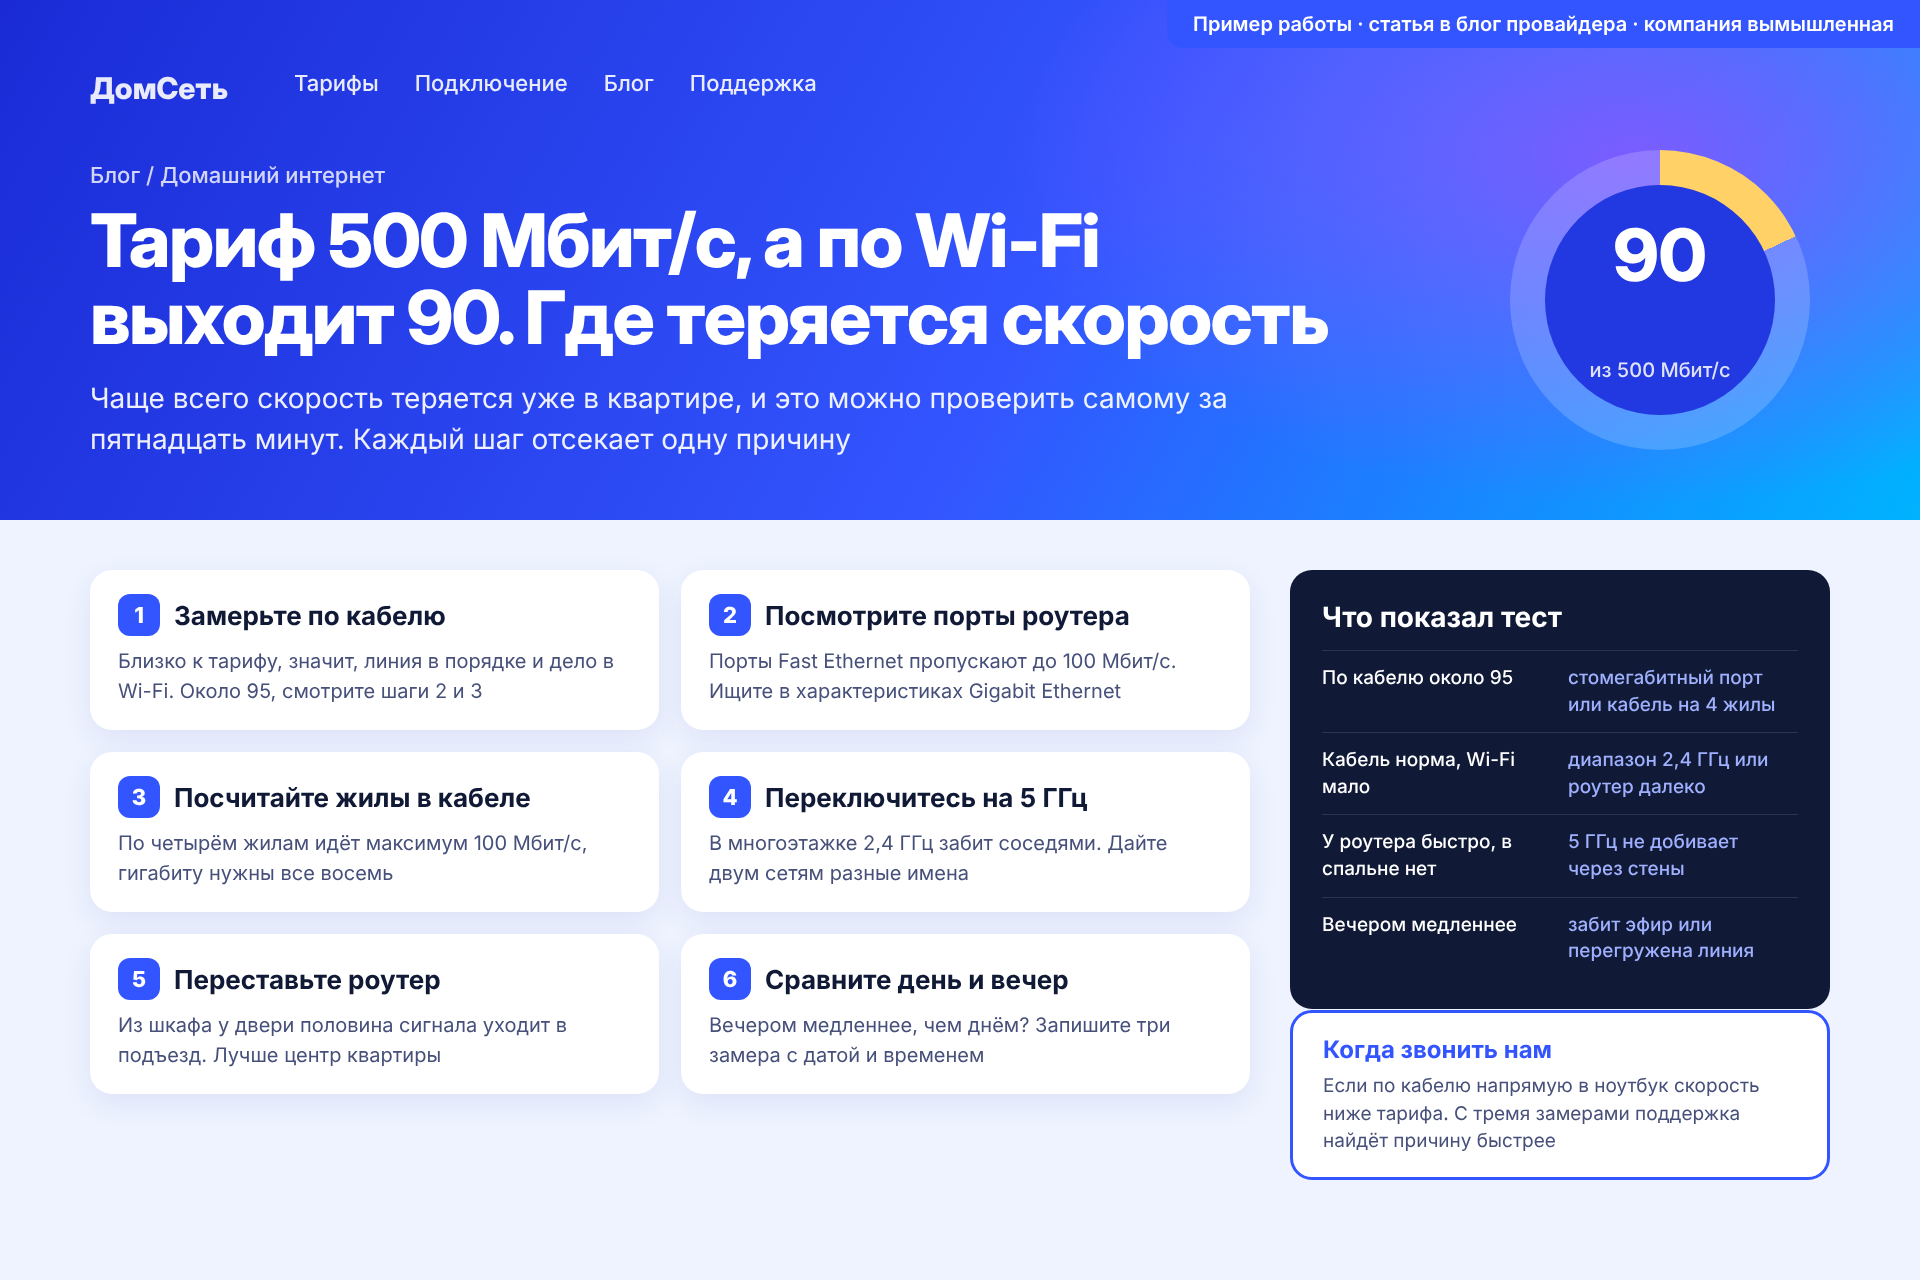 Пример работы · статья в блог провайдера · компания вымышленная
ДомСеть
Тарифы
Подключение
Блог
Поддержка
Блог / Домашний интернет
Тариф 500 Мбит/с, а по Wi-Fi
выходит 90. Где теряется скорость
Чаще всего скорость теряется уже в квартире, и это можно проверить самому за
пятнадцать минут. Каждый шаг отсекает одну причину
90
из 500 Мбит/с
1 Замерьте по кабелю
Близко к тарифу, значит, линия в порядке и дело в
Wi-Fi. Около 95, смотрите шаги 2 и 3
2 Посмотрите порты роутера
Порты Fast Ethernet пропускают до 100 Мбит/с.
Ищите в характеристиках Gigabit Ethernet
3 Посчитайте жилы в кабеле
По четырём жилам идёт максимум 100 Мбит/с,
гигабиту нужны все восемь
4 Переключитесь на 5 ГГц
В многоэтажке 2,4 ГГц забит соседями. Дайте
двум сетям разные имена
5 Переставьте роутер
Из шкафа у двери половина сигнала уходит в
подъезд. Лучше центр квартиры
6 Сравните день и вечер
Вечером медленнее, чем днём? Запишите три
замера с датой и временем
Что показал тест
По кабелю около 95
стомегабитный порт
или кабель на 4 жилы
Кабель норма, Wi-Fi
мало
диапазон 2,4 ГГц или
роутер далеко
У роутера быстро, в
спальне нет
5 ГГц не добивает
через стены
Вечером медленнее
забит эфир или
перегружена линия
Когда звонить нам
Если по кабелю напрямую в ноутбук скорость
ниже тарифа. С тремя замерами поддержка
найдёт причину быстрее